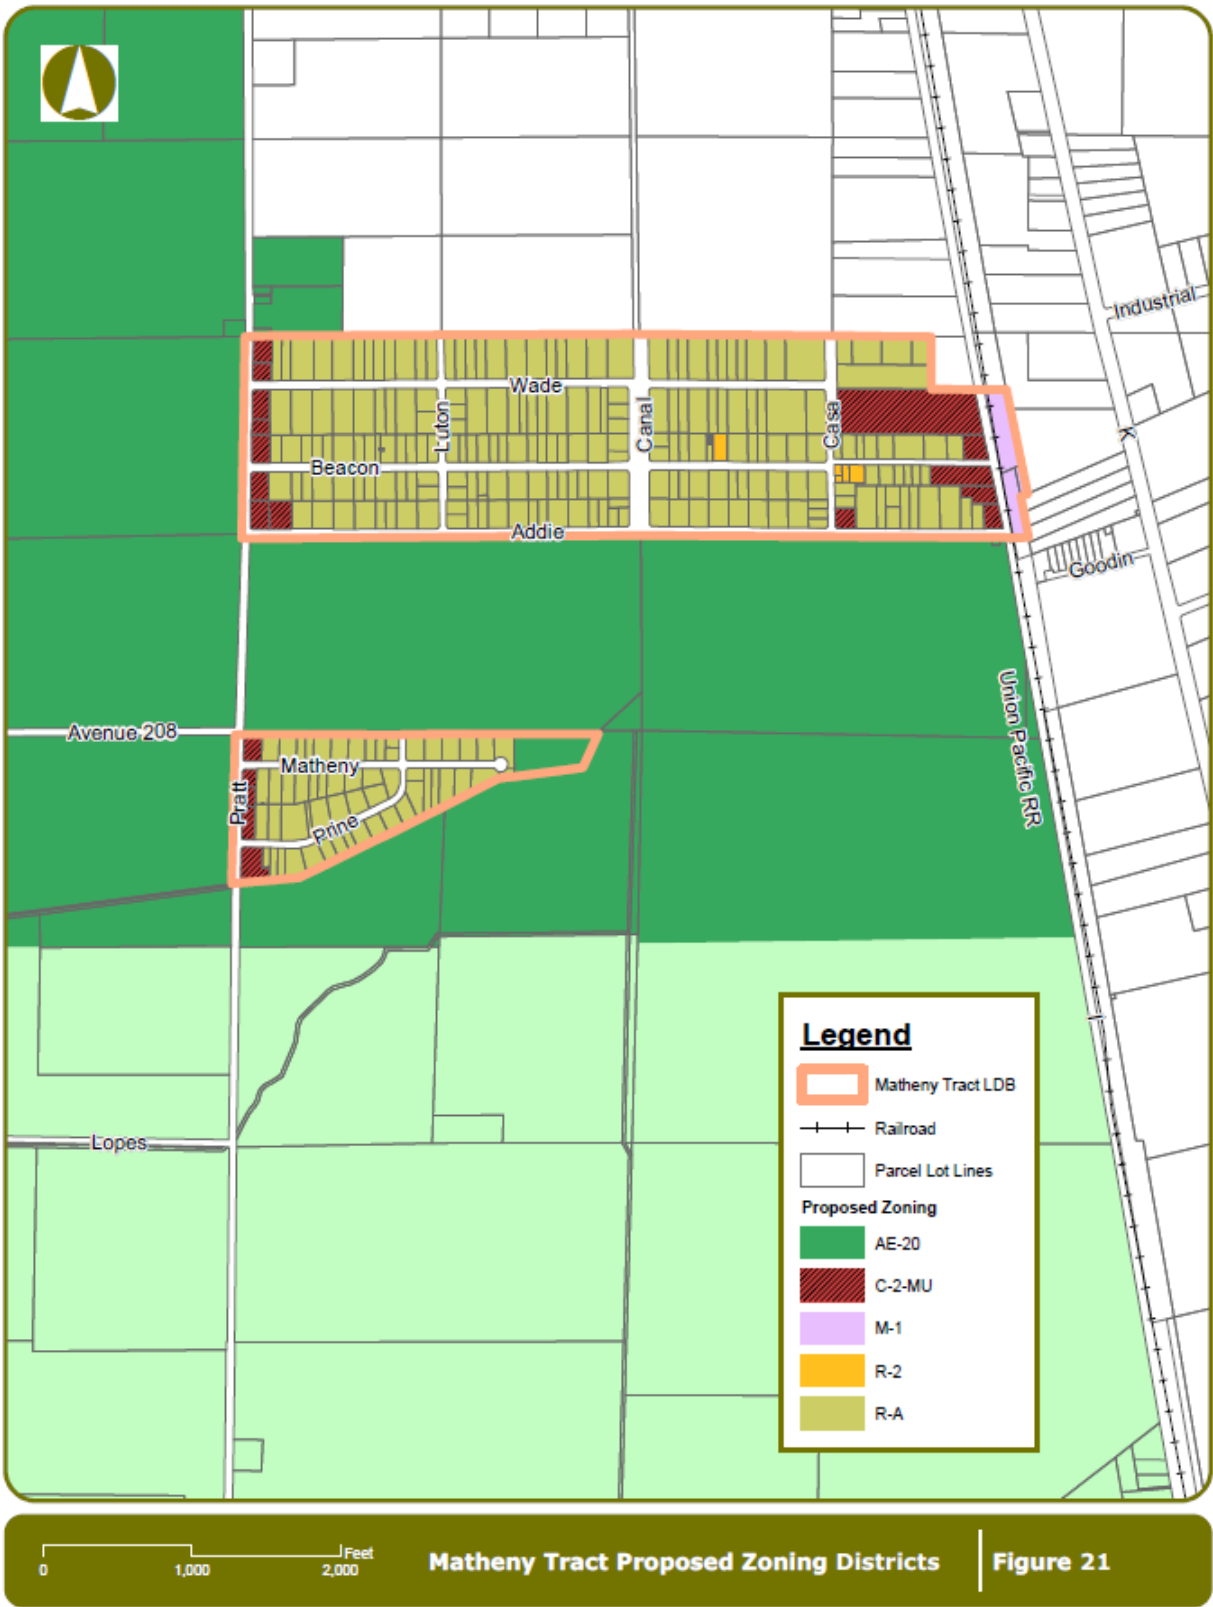 Industrial
Wade
Luton
Canal
Casa
K
Beacon
Addie
Goodin
Union Pacific RR
Avenue 208
Matheny
Pratt
Prine
I
Lopes
Legend
Matheny Tract LDB
Railroad
Parcel Lot Lines
Proposed Zoning
AE-20
C-2-MU
M-1
R-2
R-A
Feet
0 1,000 2,000
Matheny Tract Proposed Zoning Districts
Figure 21